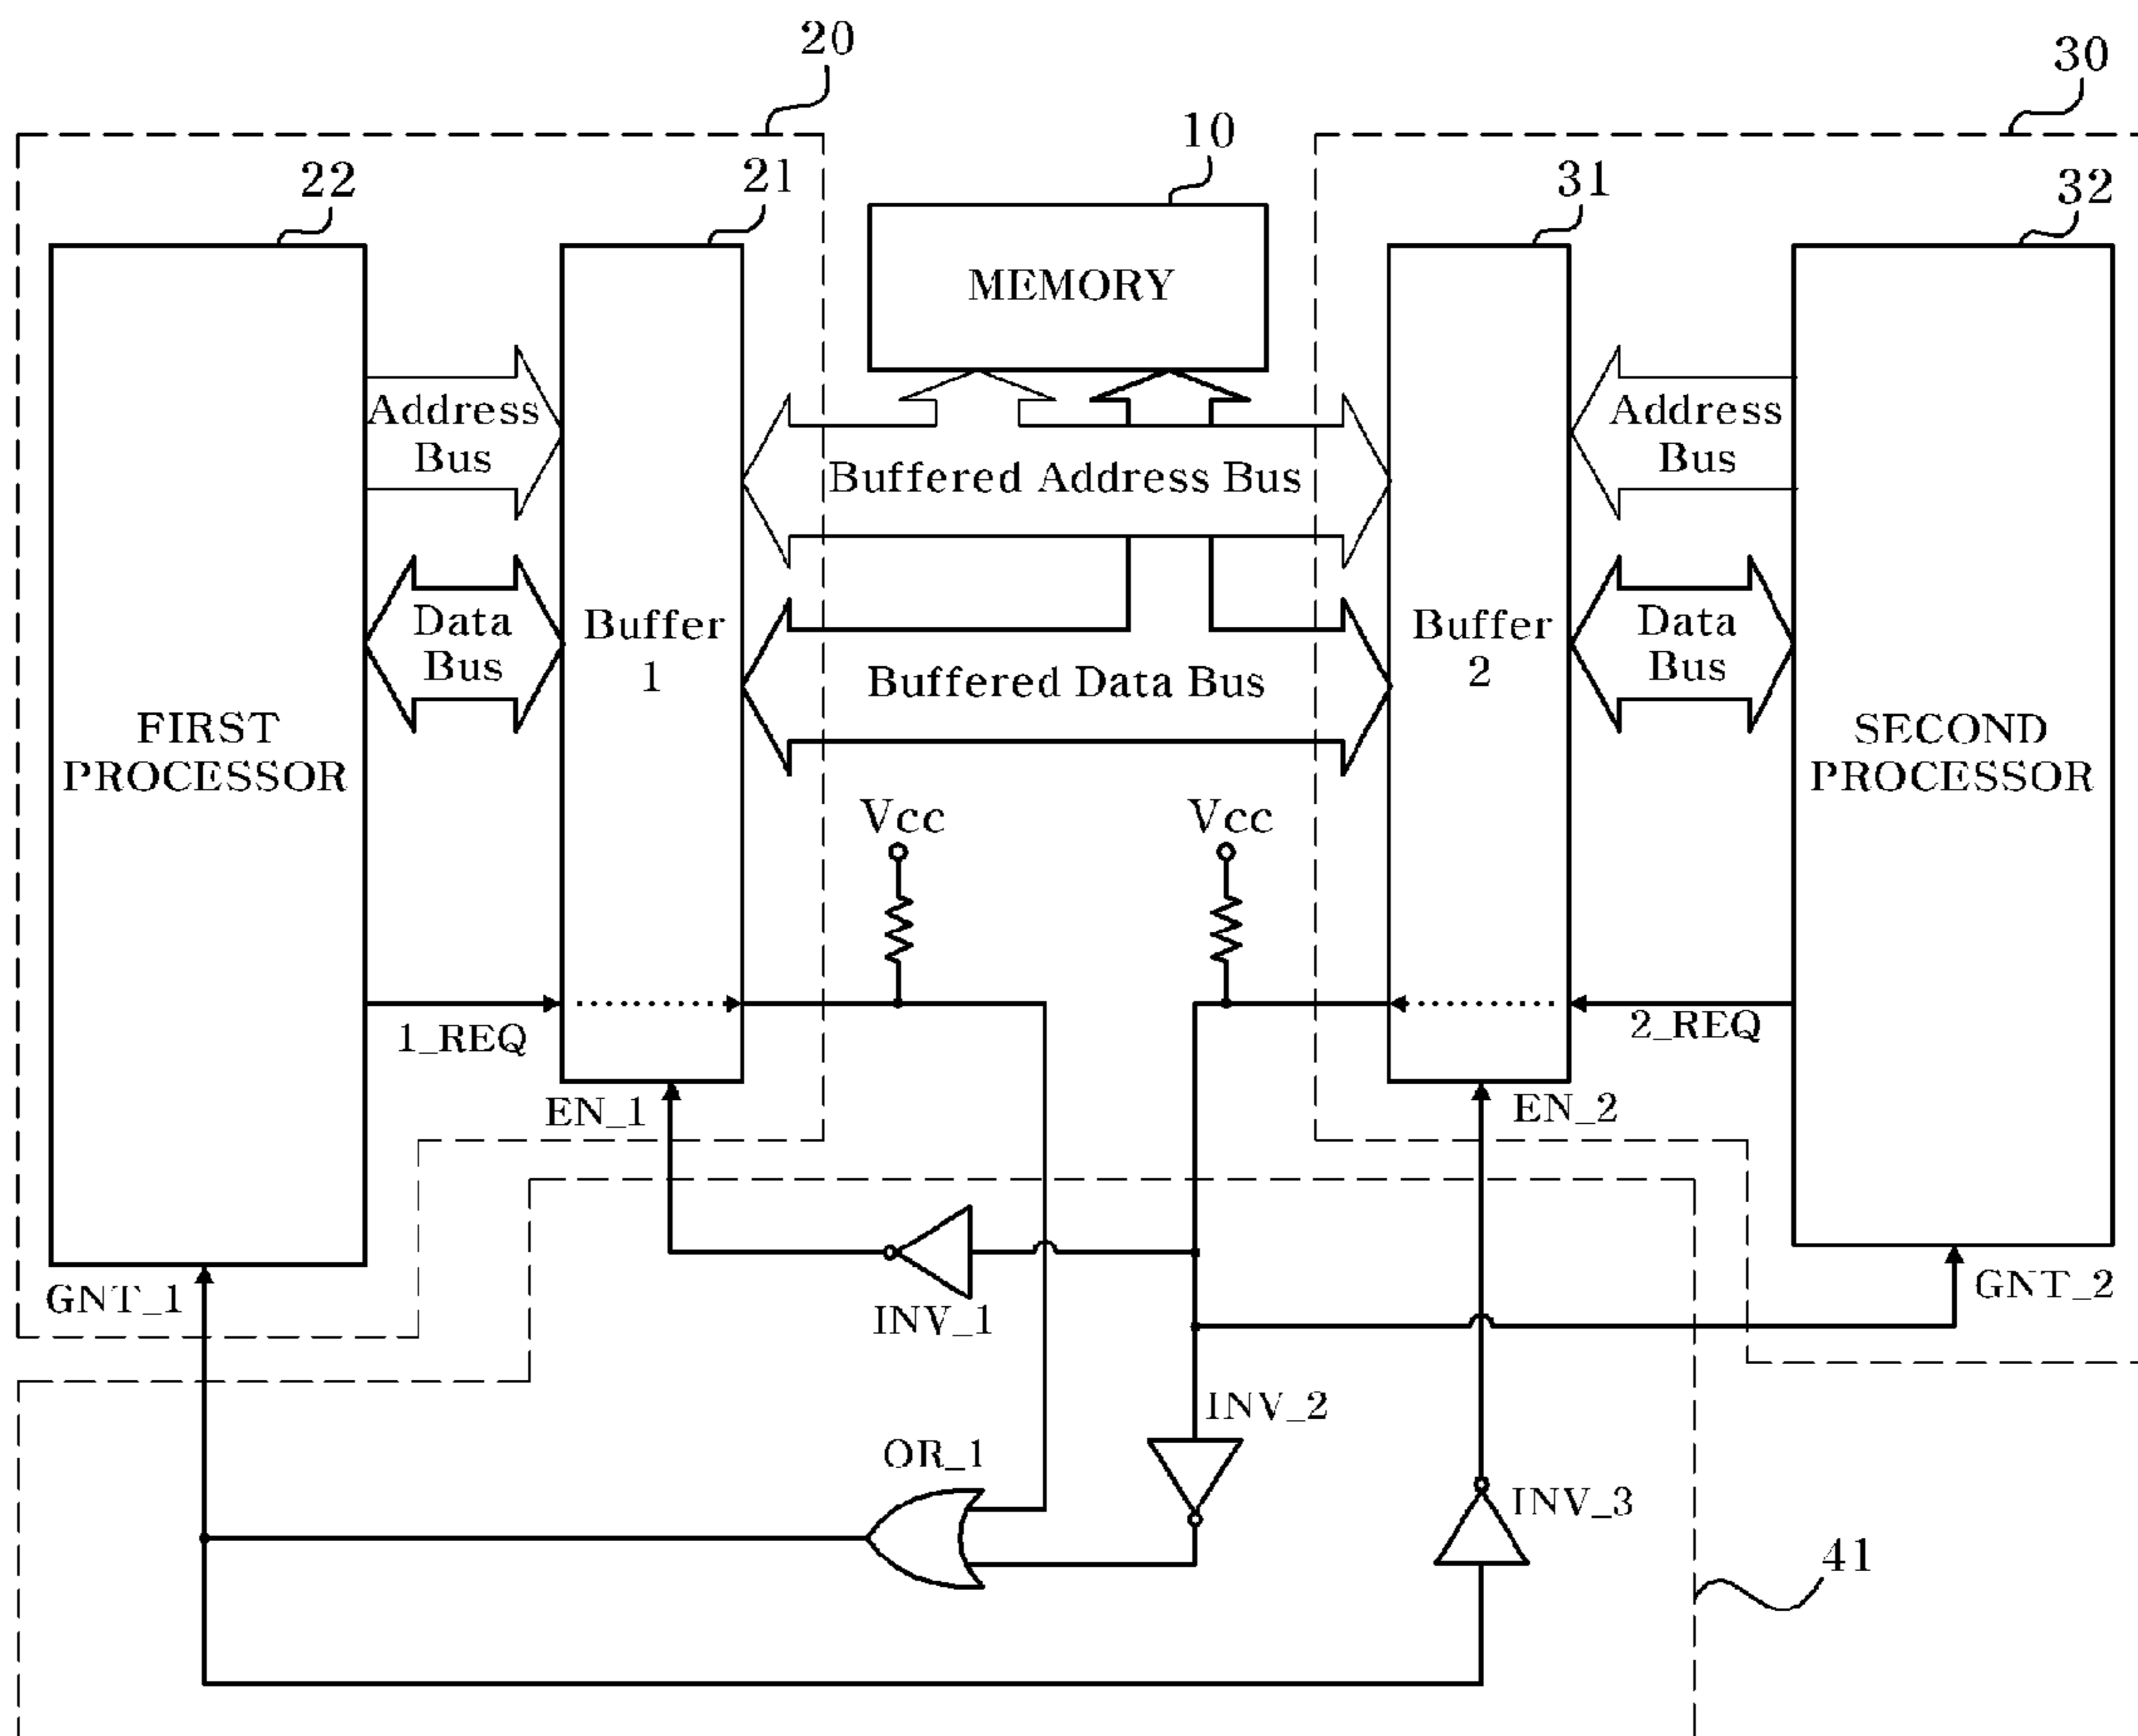 20
30
10
22
21
31
32
MEMORY
Address
Bus
Address
Bus
Buffered Address Bus
Data
Bus
Buffer
1
Buffer
2
Data
Bus
Buffered Data Bus
FIRST
PROCESSOR
SECOND
PROCESSOR
Vcc
Vcc
1_REQ
2_REQ
EN_1
EN_2
GNT_1
INV_1
GNT_2
INV_2
OR_1
INV_3
41